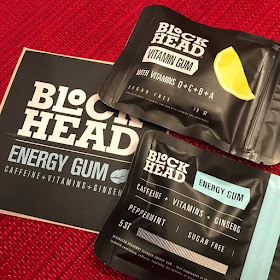 BLOCK
HEAD
VITAMIN GUM
WITH VITAMINS D+C+B+A
SUGAR FREE
BLOCK
HEAD
ENERGY GUM
CAFFEINE+VITAMINS+GINSENG
BLOCK
HEAD
ENERGY GUM
CAFFEINE + VITAMINS + GINSENG
PEPPERMINT
SUGAR FREE
5 ST